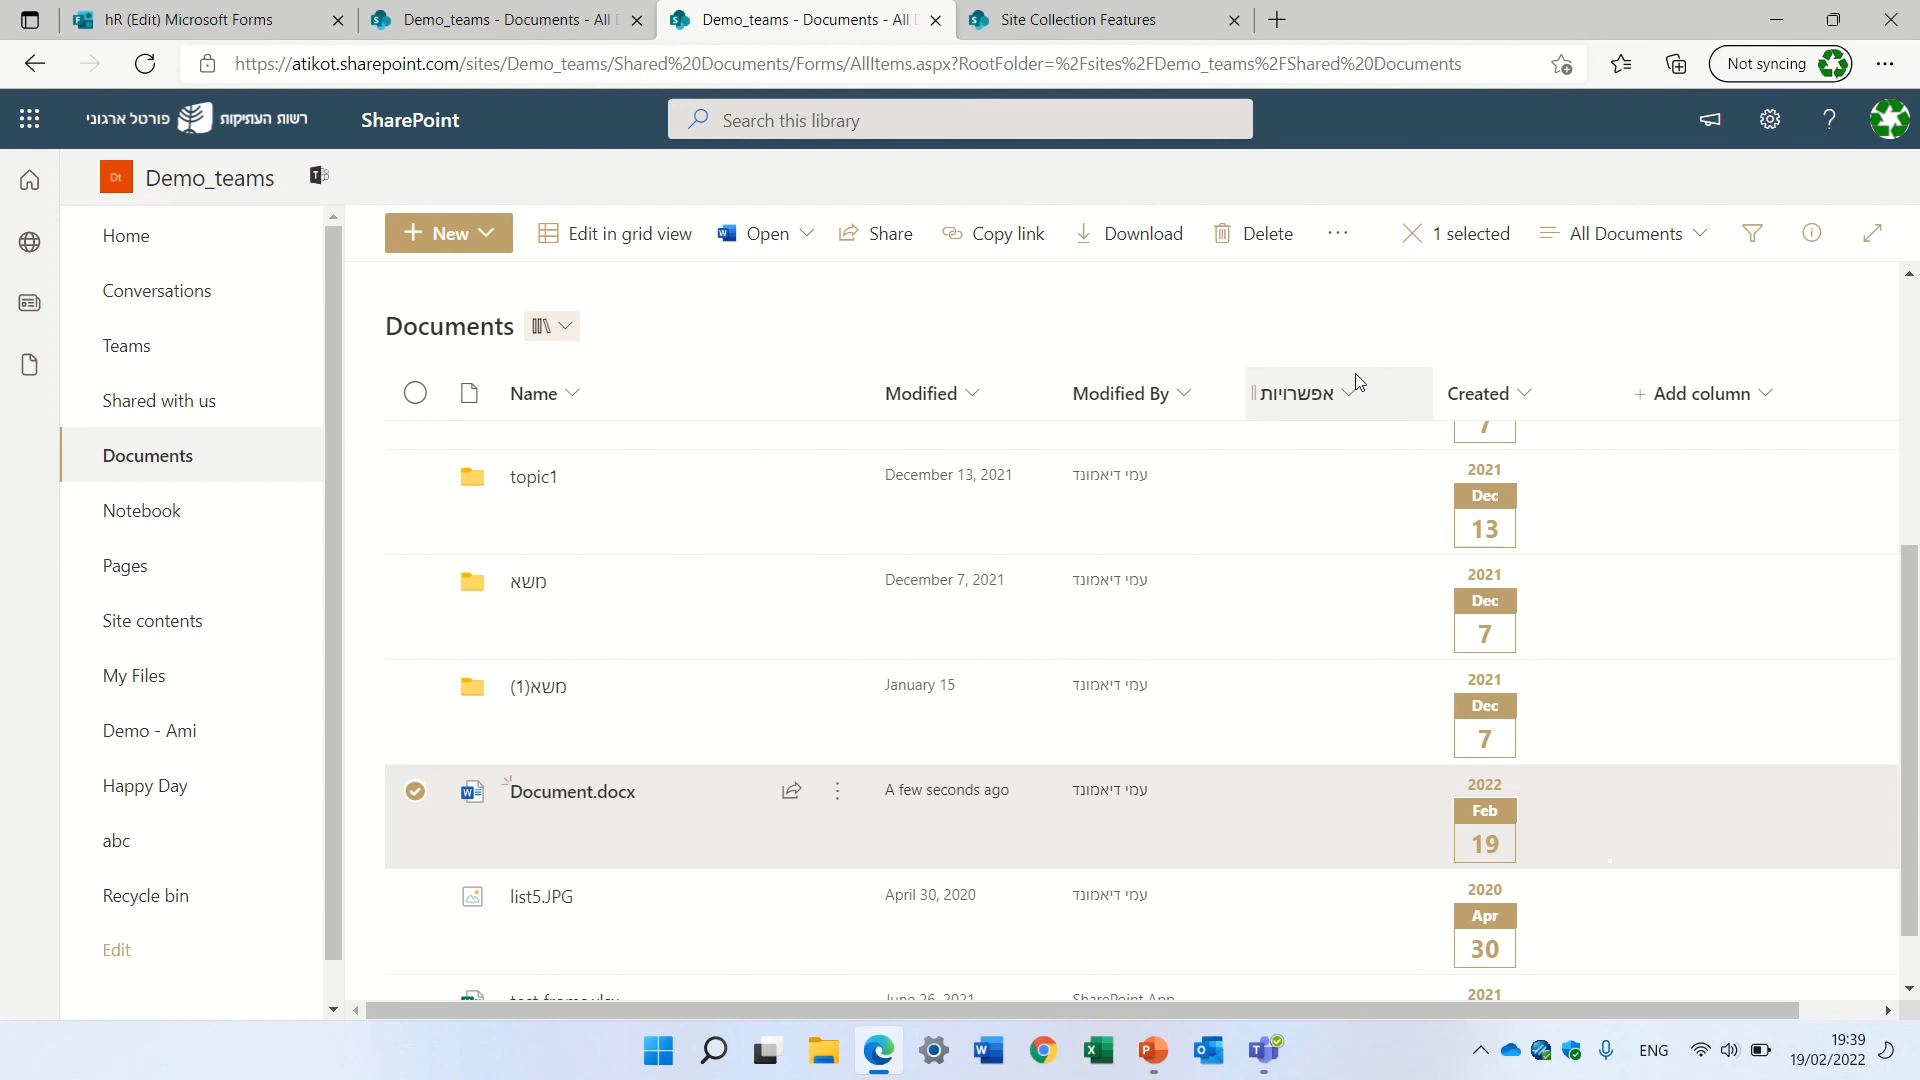 hR (Edit) Microsoft Forms
Demo_teams - Documents - All
Demo_teams - Documents - All
Site Collection Features
https://atikot.sharepoint.com/sites/Demo_teams/Shared%20Documents/Forms/AllItems.aspx?RootFolder=%2Fsites%2FDemo_teams%2FShared%20Documents
Not syncing
רשות העתיקות פורטל ארגוני
SharePoint
Search this library
Dt
Demo_teams
Home
Conversations
Teams
Shared with us
Documents
Notebook
Pages
Site contents
My Files
Demo - Ami
Happy Day
abc
Recycle bin
Edit
+ New
Edit in grid view
Open
Share
Copy link
Download
Delete
1 selected
All Documents
Documents
Name
Modified
Modified By
אפשרויות
Created
+ Add column
7
topic1
December 13, 2021
עמי דיאמונד
2021
Dec
13
משא
December 7, 2021
עמי דיאמונד
2021
Dec
7
משא(1)
January 15
עמי דיאמונד
2021
Dec
7
Document.docx
A few seconds ago
עמי דיאמונד
2022
Feb
19
list5.JPG
April 30, 2020
עמי דיאמונד
2020
Apr
30
June 26, 2021
SharePoint App
2021
ENG
19:39
19/02/2022